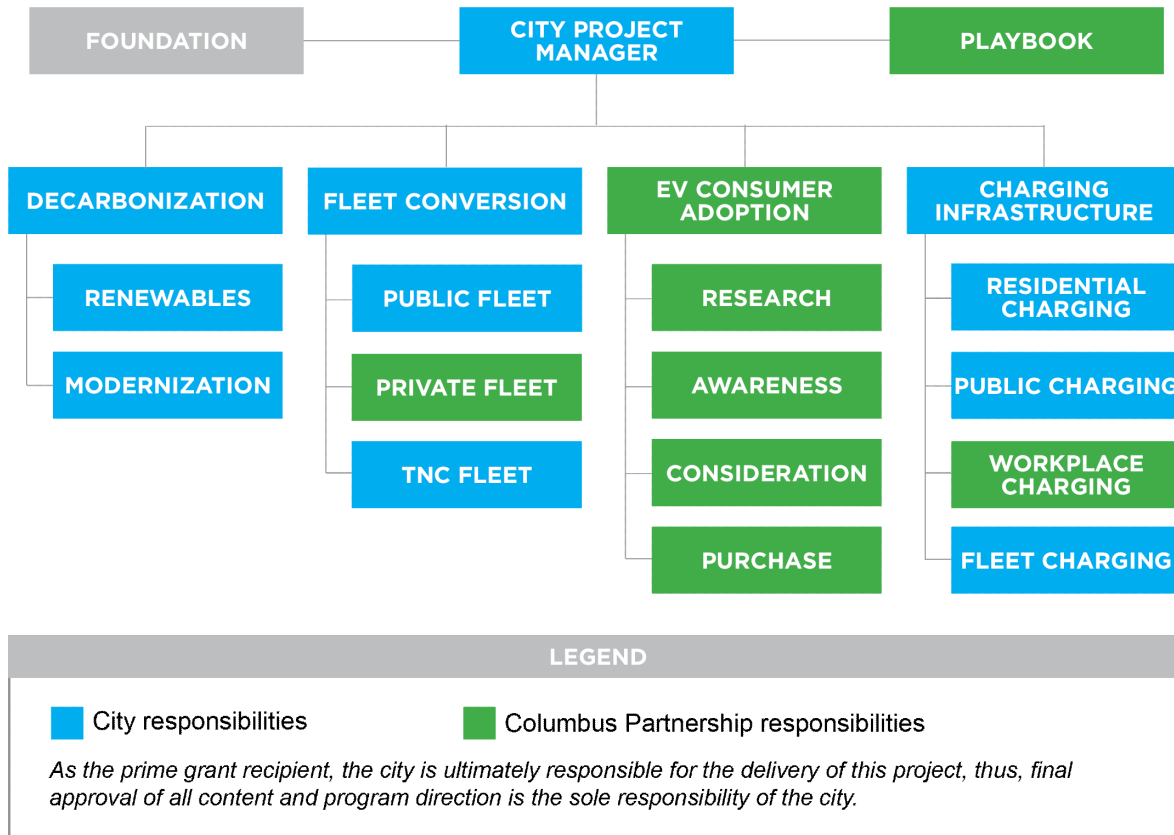 FOUNDATION
CITY PROJECT
MANAGER
PLAYBOOK
DECARBONIZATION
RENEWABLES
MODERNIZATION
FLEET CONVERSION
PUBLIC FLEET
PRIVATE FLEET
TNC FLEET
EV CONSUMER
ADOPTION
RESEARCH
AWARENESS
CONSIDERATION
PURCHASE
CHARGING
INFRASTRUCTURE
RESIDENTIAL
CHARGING
PUBLIC CHARGING
WORKPLACE
CHARGING
FLEET CHARGING
LEGEND
City responsibilities
Columbus Partnership responsibilities
As the prime grant recipient, the city is ultimately responsible for the delivery of this project, thus, final
approval of all content and program direction is the sole responsibility of the city.